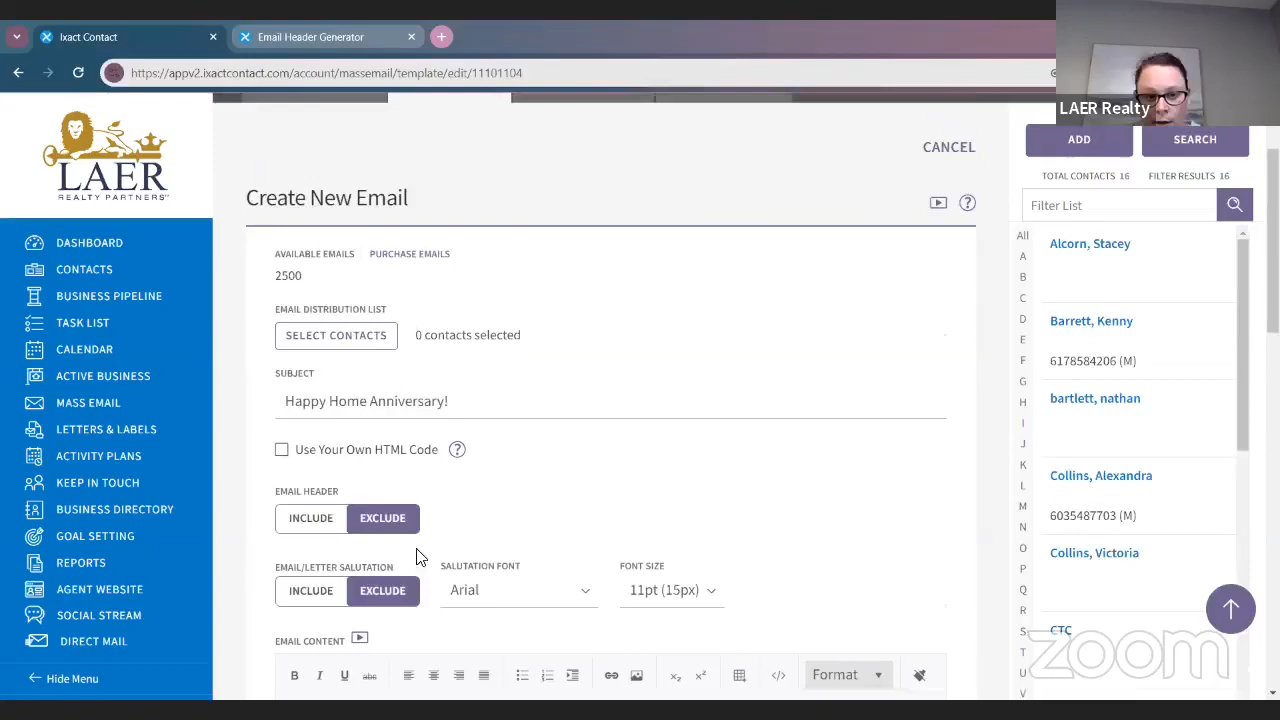 Ixact Contact
Email Header Generator
https://appv2.ixactcontact.com/account/massemail/template/edit/11101104
LAER Realty
LAER
REALTY PARTNERS
DASHBOARD
CONTACTS
BUSINESS PIPELINE
TASK LIST
CALENDAR
ACTIVE BUSINESS
MASS EMAIL
LETTERS & LABELS
ACTIVITY PLANS
KEEP IN TOUCH
BUSINESS DIRECTORY
GOAL SETTING
REPORTS
AGENT WEBSITE
SOCIAL STREAM
DIRECT MAIL
Hide Menu
CANCEL
Create New Email
AVAILABLE EMAILS PURCHASE EMAILS
2500
EMAIL DISTRIBUTION LIST
SELECT CONTACTS 0 contacts selected
SUBJECT
Happy Home Anniversary!
Use Your Own HTML Code ?
EMAIL HEADER
INCLUDE EXCLUDE
EMAIL/LETTER SALUTATION SALUTATION FONT FONT SIZE
INCLUDE EXCLUDE Arial 11pt (15px)
EMAIL CONTENT
B I U abc Format
ADD SEARCH
TOTAL CONTACTS 16 FILTER RESULTS 16
Filter List
All
A
B
C
D
E
F
G
H
I
J
K
L
M
N
O
P
Q
R
S
T
U
V
Alcorn, Stacey
Barrett, Kenny
6178584206 (M)
bartlett, nathan
Collins, Alexandra
6035487703 (M)
Collins, Victoria
CTC
zoom